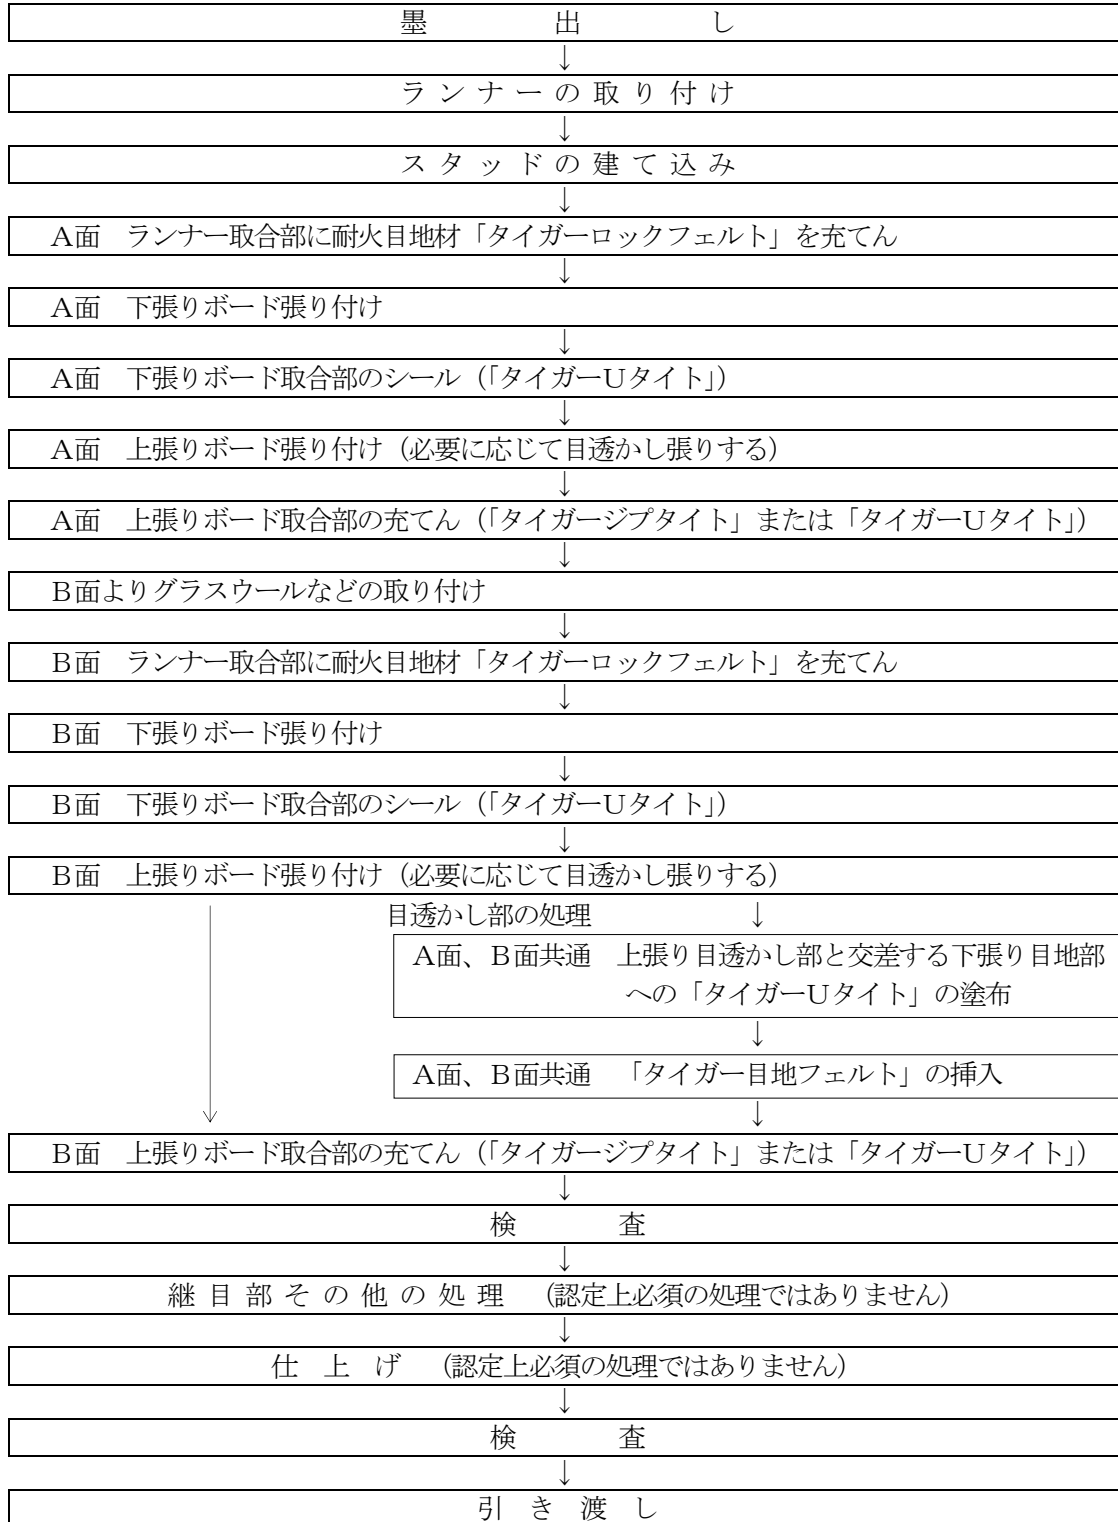 墨出し
↓
ランナーの取り付け
↓
スタッドの建て込み
↓
A面 ランナー取合部に耐火目地材「タイガーロックフェルト」を充てん
↓
A面 下張りボード張り付け
↓
A面 下張りボード取合部のシール(「タイガーUタイト」)
↓
A面 上張りボード張り付け(必要に応じて目透かし張りする)
↓
A面 上張りボード取合部の充てん(「タイガージプタイト」または「タイガーUタイト」)
↓
B面よりグラスウールなどの取り付け
↓
B面 ランナー取合部に耐火目地材「タイガーロックフェルト」を充てん
↓
B面 下張りボード張り付け
↓
B面 下張りボード取合部のシール(「タイガーUタイト」)
↓
B面 上張りボード張り付け(必要に応じて目透かし張りする)
目透かし部の処理 ↓
A面、B面共通 上張り目透かし部と交差する下張り目地部
への「タイガーUタイト」の塗布
↓
A面、B面共通 「タイガー目地フェルト」の挿入
↓
B面 上張りボード取合部の充てん(「タイガージプタイト」または「タイガーUタイト」)
↓
検査
↓
継目部その他の処理 (認定上必須の処理ではありません)
↓
仕上げ (認定上必須の処理ではありません)
↓
検査
↓
引き渡し